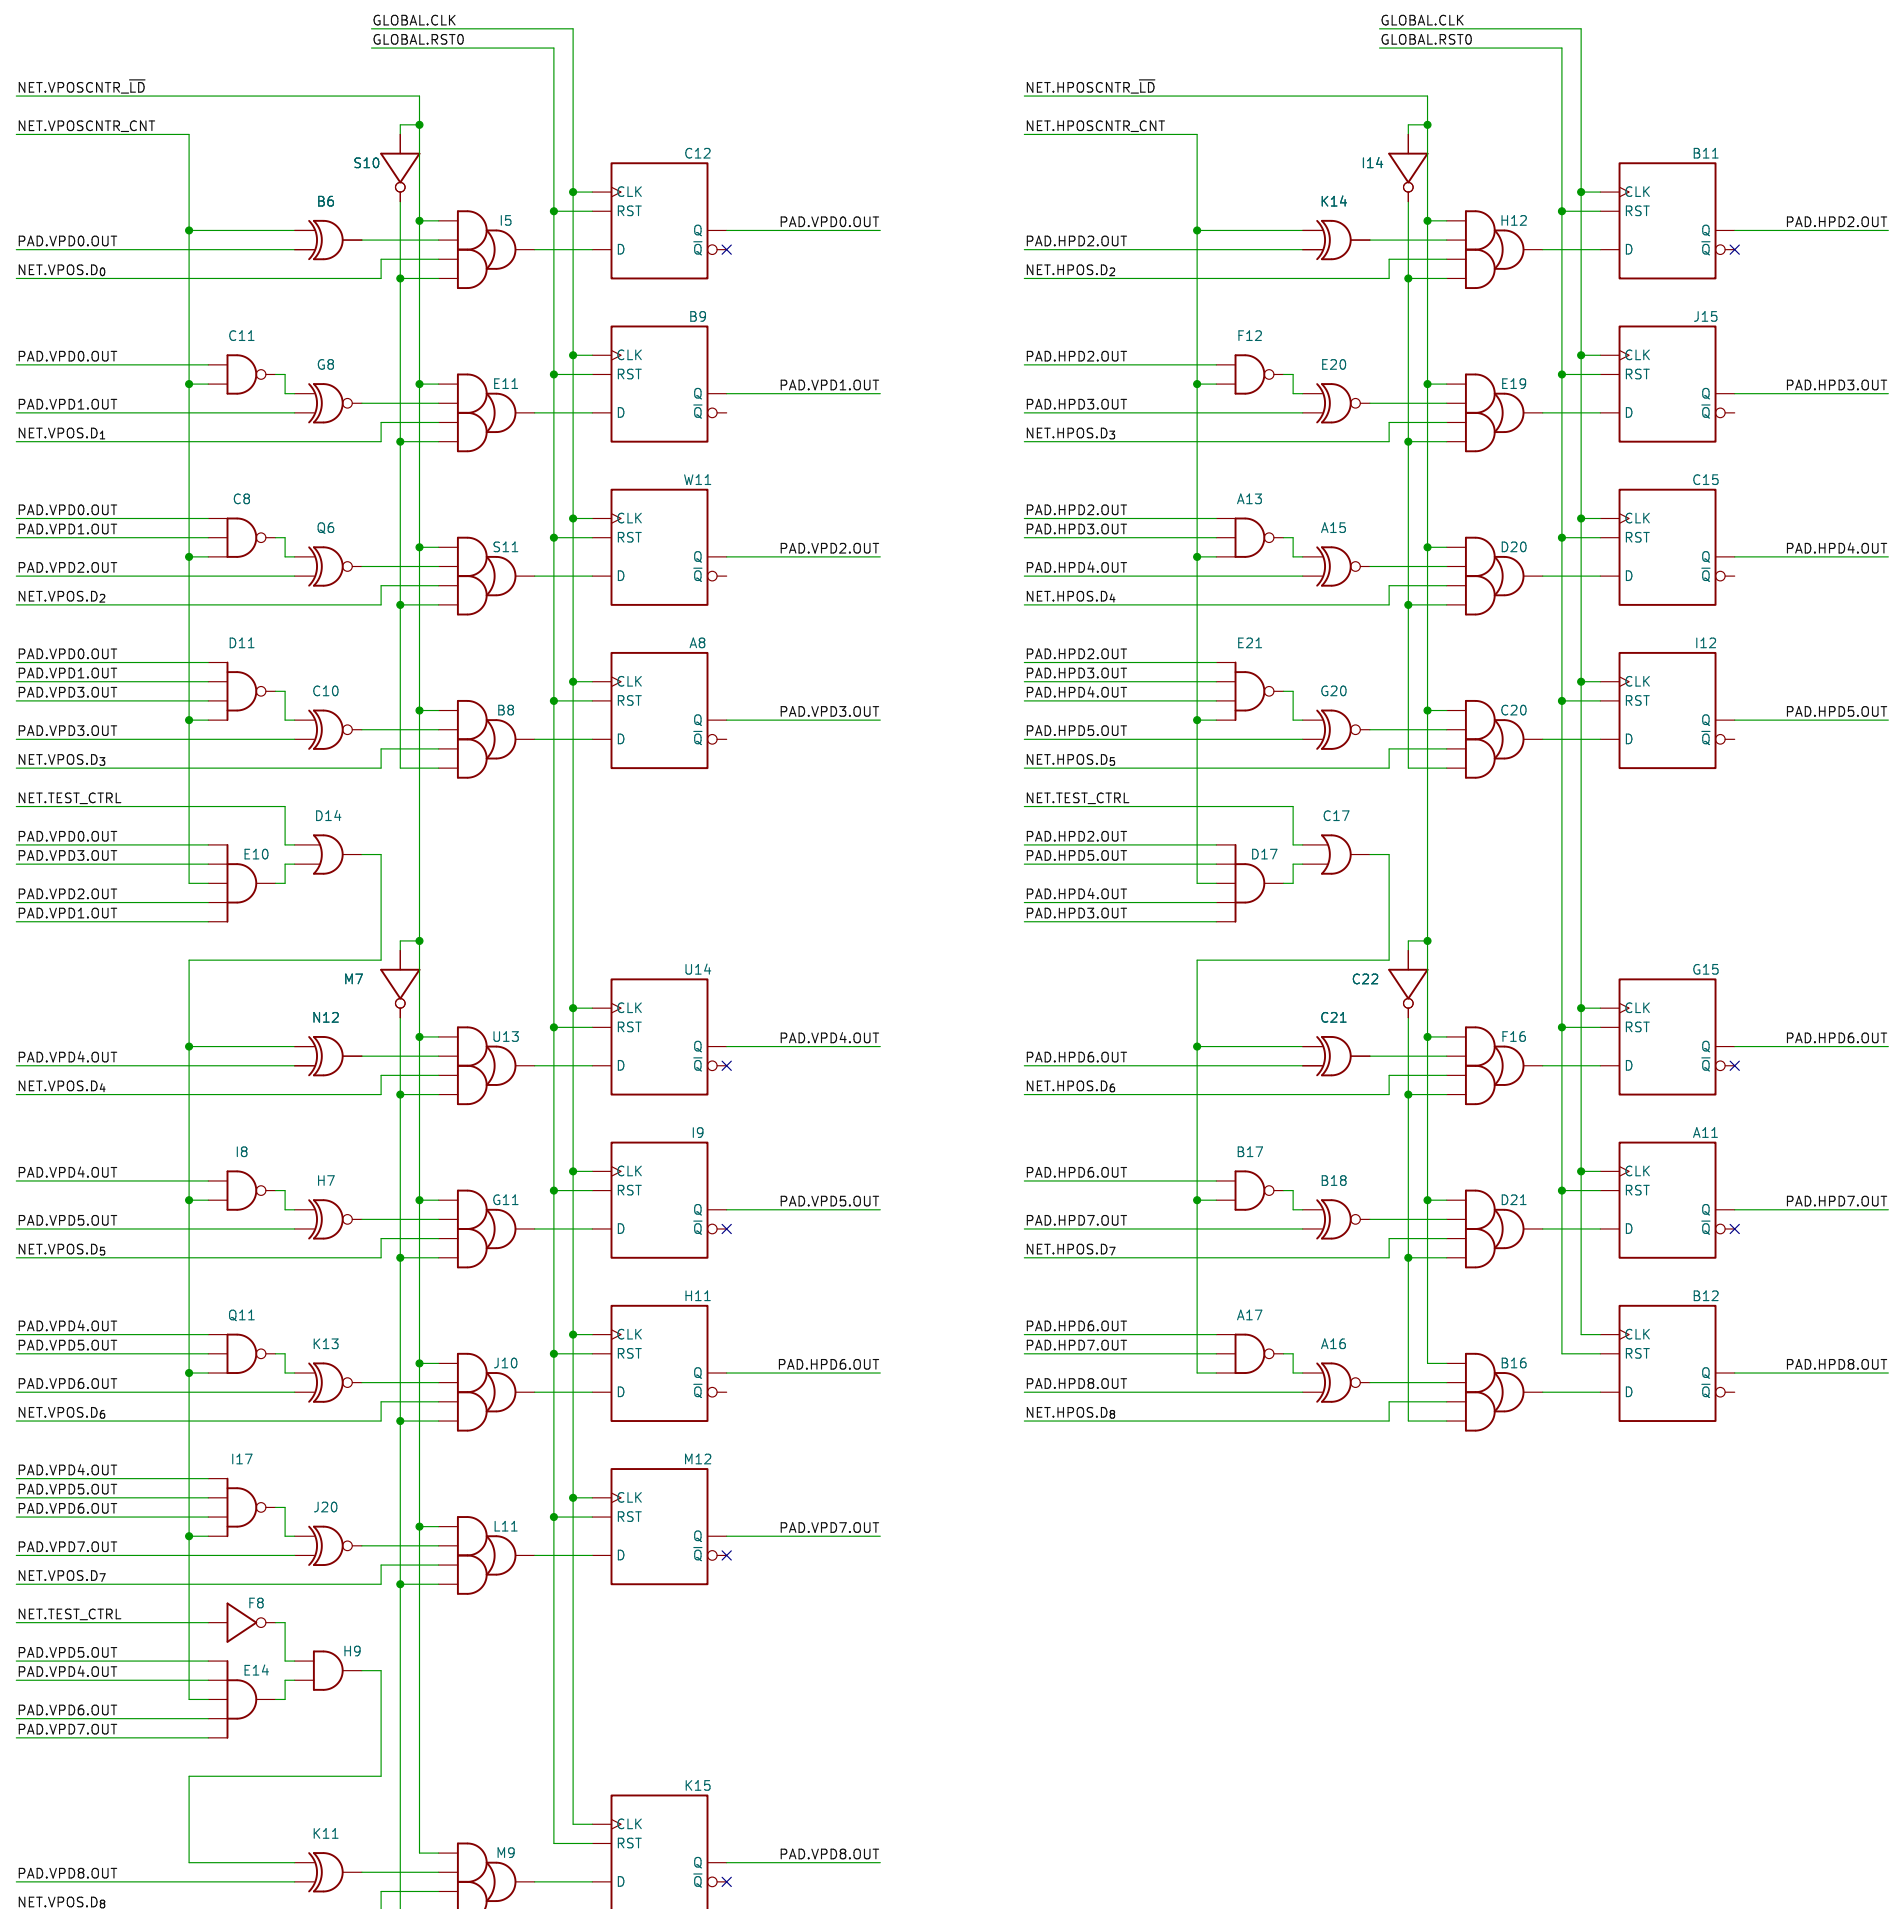 GLOBAL.CLK
GLOBAL.RST0
NET.VPOSCNTR_L̅D̅
NET.VPOSCNTR_CNT
S10
C12
CLK
RST
B6
I5
Q
PAD.VPD0.OUT
PAD.VPD0.OUT
D
Q̅
NET.VPOS.D0
B9
C11
CLK
PAD.VPD0.OUT
G8
RST
E11
Q
PAD.VPD1.OUT
PAD.VPD1.OUT
D
Q̅
NET.VPOS.D1
W11
C8
PAD.VPD0.OUT
CLK
PAD.VPD1.OUT
Q6
RST
S11
Q
PAD.VPD2.OUT
PAD.VPD2.OUT
D
Q̅
NET.VPOS.D2
D11
A8
PAD.VPD0.OUT
PAD.VPD1.OUT
CLK
PAD.VPD3.OUT
C10
RST
B8
Q
PAD.VPD3.OUT
PAD.VPD3.OUT
D
Q̅
NET.VPOS.D3
NET.TEST_CTRL
D14
PAD.VPD0.OUT
PAD.VPD3.OUT
E10
PAD.VPD2.OUT
PAD.VPD1.OUT
M7
U14
CLK
N12
RST
U13
Q
PAD.VPD4.OUT
PAD.VPD4.OUT
D
Q̅
NET.VPOS.D4
I9
I8
PAD.VPD4.OUT
CLK
H7
RST
G11
Q
PAD.VPD5.OUT
PAD.VPD5.OUT
D
Q̅
NET.VPOS.D5
H11
Q11
PAD.VPD4.OUT
CLK
PAD.VPD5.OUT
K13
RST
J10
Q
PAD.HPD6.OUT
PAD.VPD6.OUT
D
Q̅
NET.VPOS.D6
I17
M12
PAD.VPD4.OUT
PAD.VPD5.OUT
CLK
PAD.VPD6.OUT
J20
RST
L11
Q
PAD.VPD7.OUT
PAD.VPD7.OUT
D
Q̅
NET.VPOS.D7
F8
NET.TEST_CTRL
H9
PAD.VPD5.OUT
PAD.VPD4.OUT
E14
PAD.VPD6.OUT
PAD.VPD7.OUT
K15
CLK
K11
RST
M9
Q
PAD.VPD8.OUT
PAD.VPD8.OUT
D
Q̅
NET.VPOS.D8
GLOBAL.CLK
GLOBAL.RST0
NET.HPOSCNTR_L̅D̅
NET.HPOSCNTR_CNT
I14
B11
CLK
RST
K14
H12
Q
PAD.HPD2.OUT
PAD.HPD2.OUT
D
Q̅
NET.HPOS.D2
J15
F12
CLK
PAD.HPD2.OUT
E20
RST
E19
Q
PAD.HPD3.OUT
PAD.HPD3.OUT
D
Q̅
NET.HPOS.D3
C15
A13
PAD.HPD2.OUT
CLK
PAD.HPD3.OUT
A15
RST
D20
Q
PAD.HPD4.OUT
PAD.HPD4.OUT
D
Q̅
NET.HPOS.D4
E21
I12
PAD.HPD2.OUT
PAD.HPD3.OUT
CLK
PAD.HPD4.OUT
G20
RST
C20
Q
PAD.HPD5.OUT
PAD.HPD5.OUT
D
Q̅
NET.HPOS.D5
NET.TEST_CTRL
C17
PAD.HPD2.OUT
PAD.HPD5.OUT
D17
PAD.HPD4.OUT
PAD.HPD3.OUT
C22
G15
CLK
C21
RST
F16
Q
PAD.HPD6.OUT
PAD.HPD6.OUT
D
Q̅
NET.HPOS.D6
A11
B17
PAD.HPD6.OUT
CLK
B18
RST
D21
Q
PAD.HPD7.OUT
PAD.HPD7.OUT
D
Q̅
NET.HPOS.D7
B12
A17
PAD.HPD6.OUT
CLK
PAD.HPD7.OUT
A16
RST
B16
Q
PAD.HPD8.OUT
PAD.HPD8.OUT
D
Q̅
NET.HPOS.D8